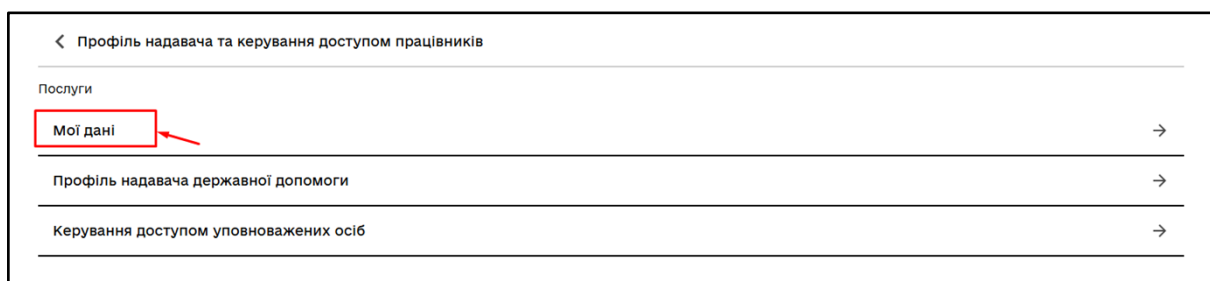 Профіль надавача та керування доступом працівників
Послуги
Мої дані
Профіль надавача державної допомоги
Керування доступом уповноважених осіб